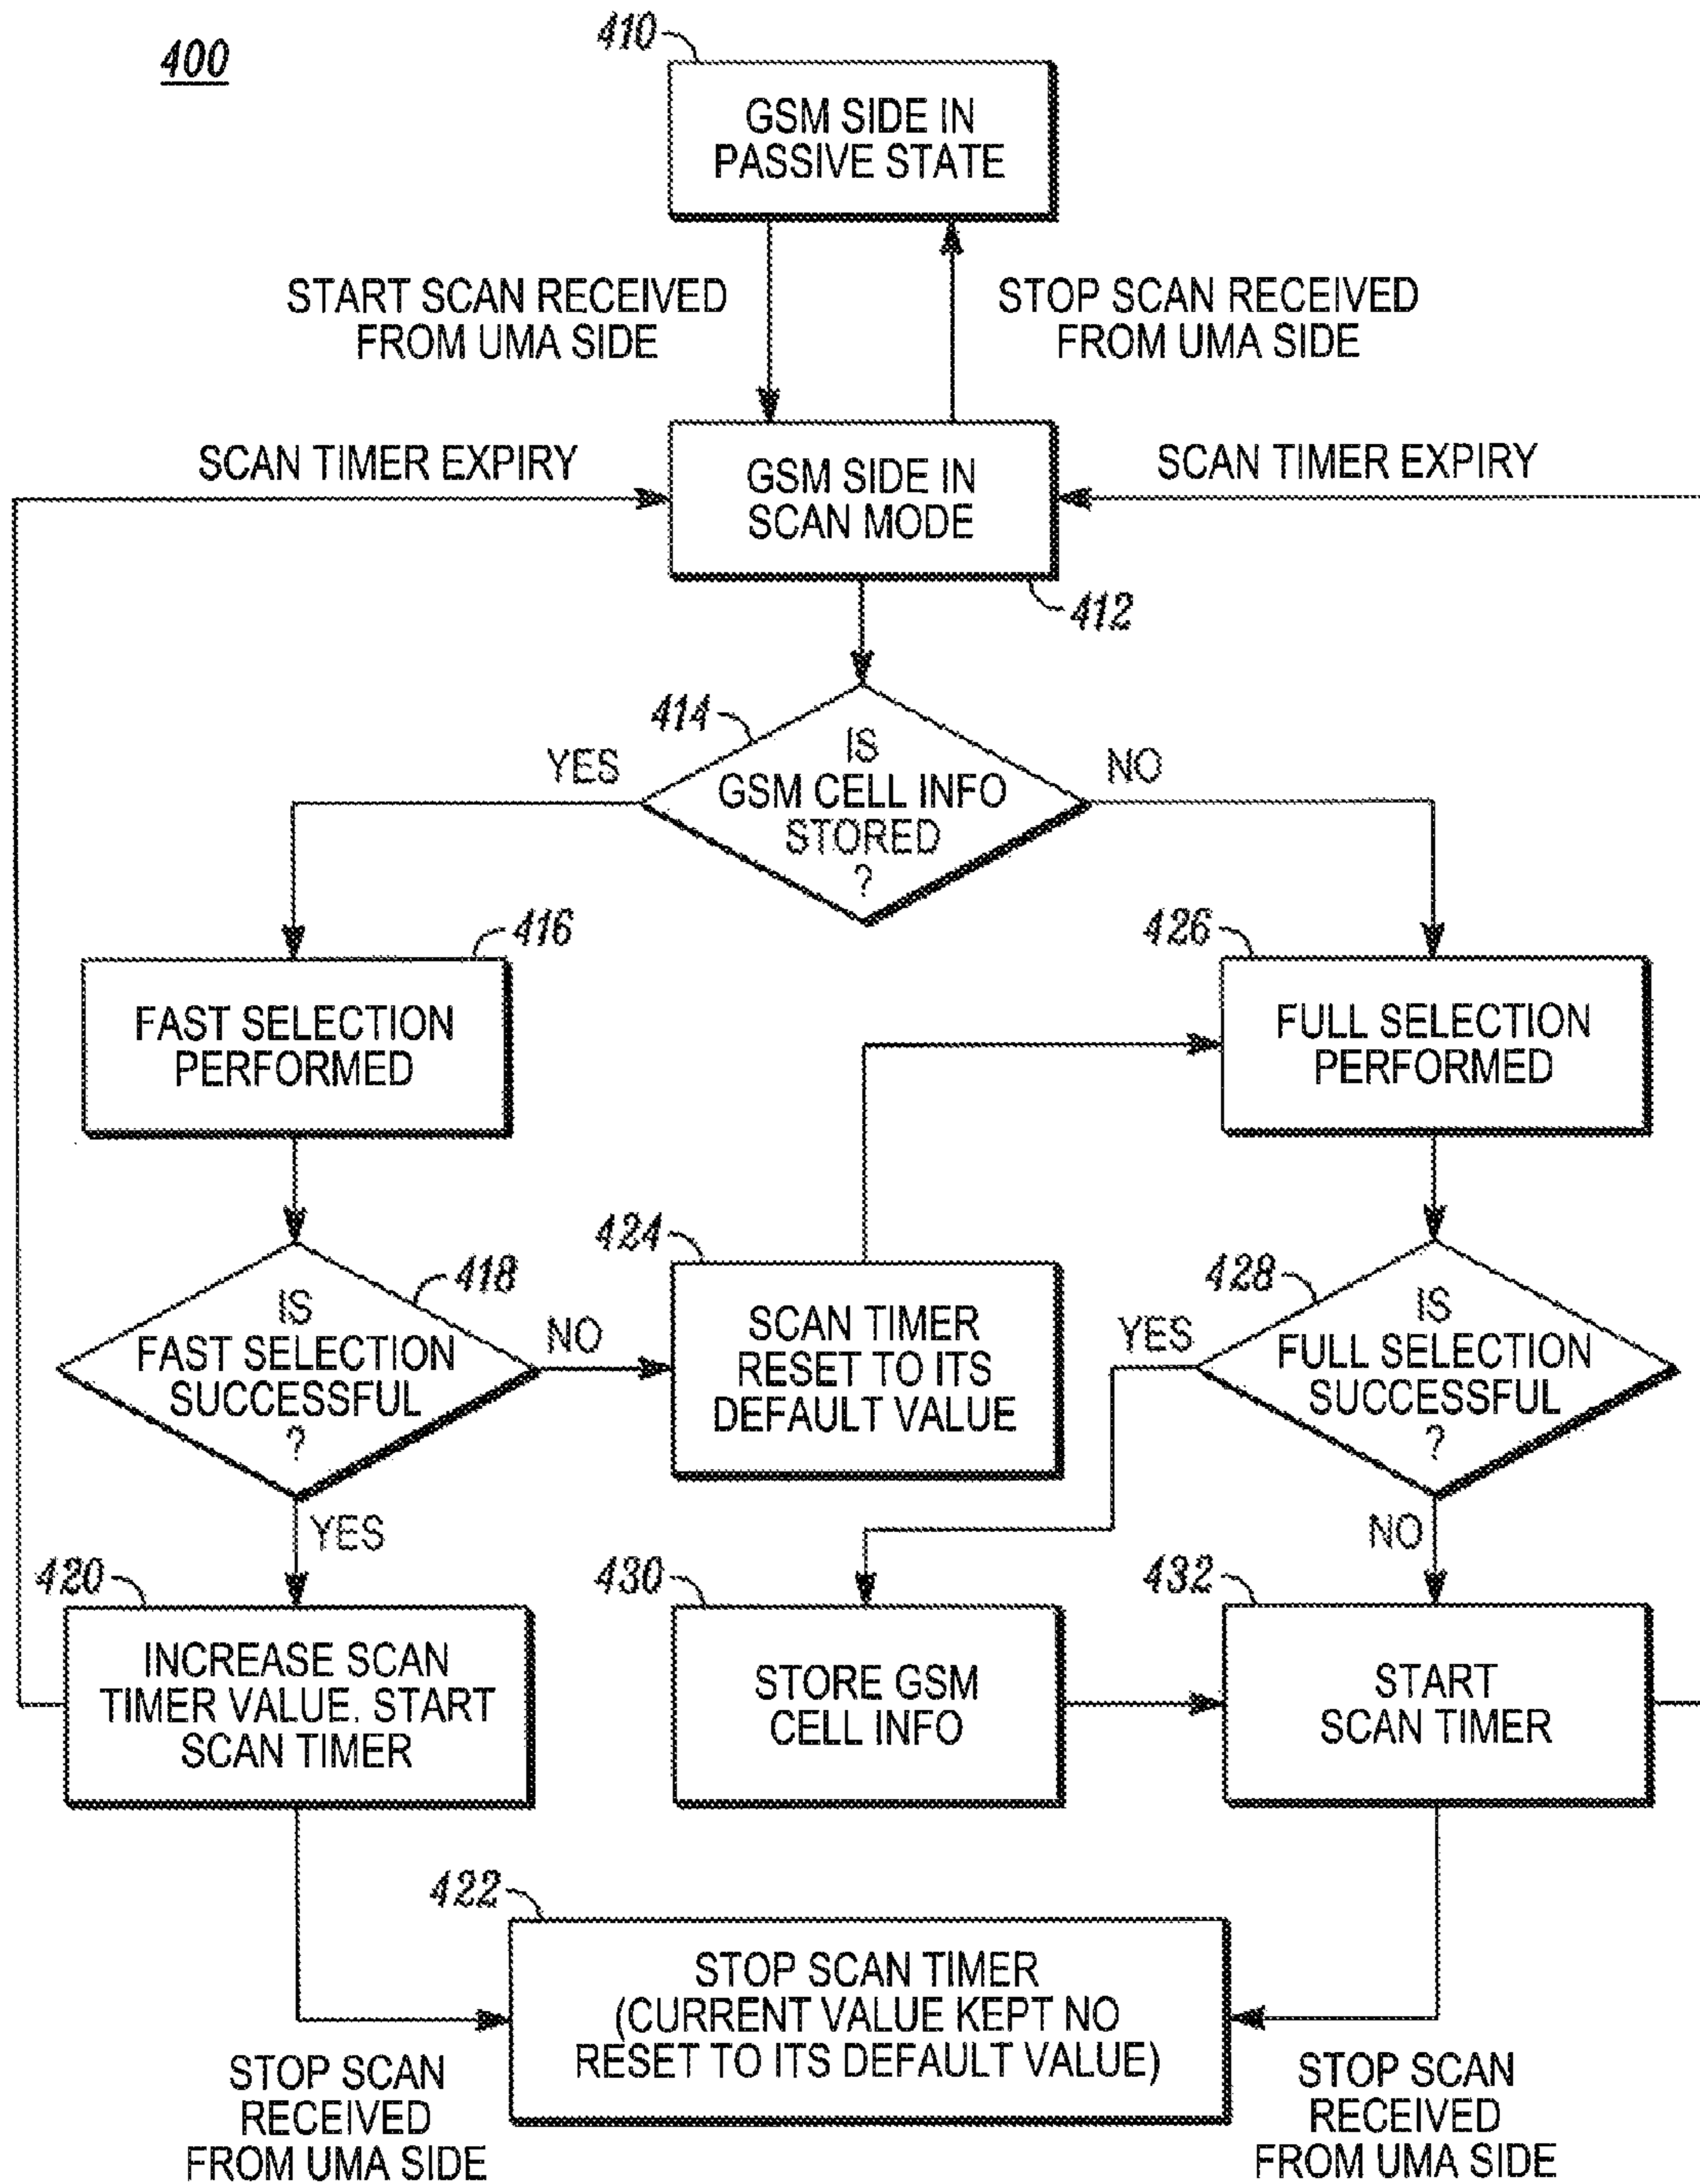 400
410
GSM SIDE IN
PASSIVE STATE
START SCAN RECEIVED
FROM UMA SIDE
STOP SCAN RECEIVED
FROM UMA SIDE
SCAN TIMER EXPIRY
GSM SIDE IN
SCAN MODE
SCAN TIMER EXPIRY
412
414
YES
IS
GSM CELL INFO
STORED
?
NO
416
FAST SELECTION
PERFORMED
426
FULL SELECTION
PERFORMED
418
IS
FAST SELECTION
SUCCESSFUL
?
NO
YES
424
SCAN TIMER
RESET TO ITS
DEFAULT VALUE
428
YES
IS
FULL SELECTION
SUCCESSFUL
?
NO
420
INCREASE SCAN
TIMER VALUE. START
SCAN TIMER
430
STORE GSM
CELL INFO
432
START
SCAN TIMER
422
STOP SCAN TIMER
(CURRENT VALUE KEPT NO
RESET TO ITS DEFAULT VALUE)
STOP SCAN
RECEIVED
FROM UMA SIDE
STOP SCAN
RECEIVED
FROM UMA SIDE